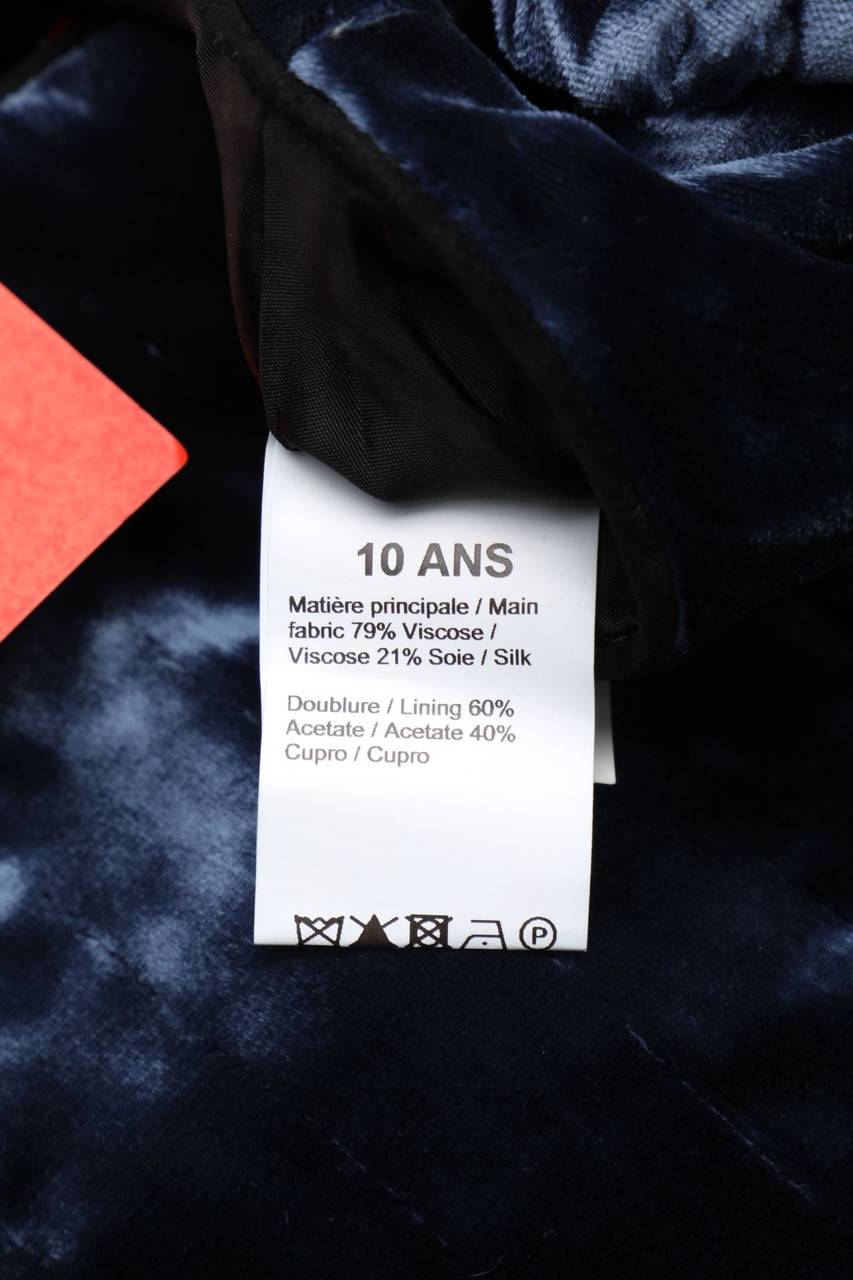 10 ANS
Matière principale / Main
fabric 79% Viscose /
Viscose 21% Soie / Silk
Doublure / Lining 60%
Acetate / Acetate 40%
Cupro / Cupro
P